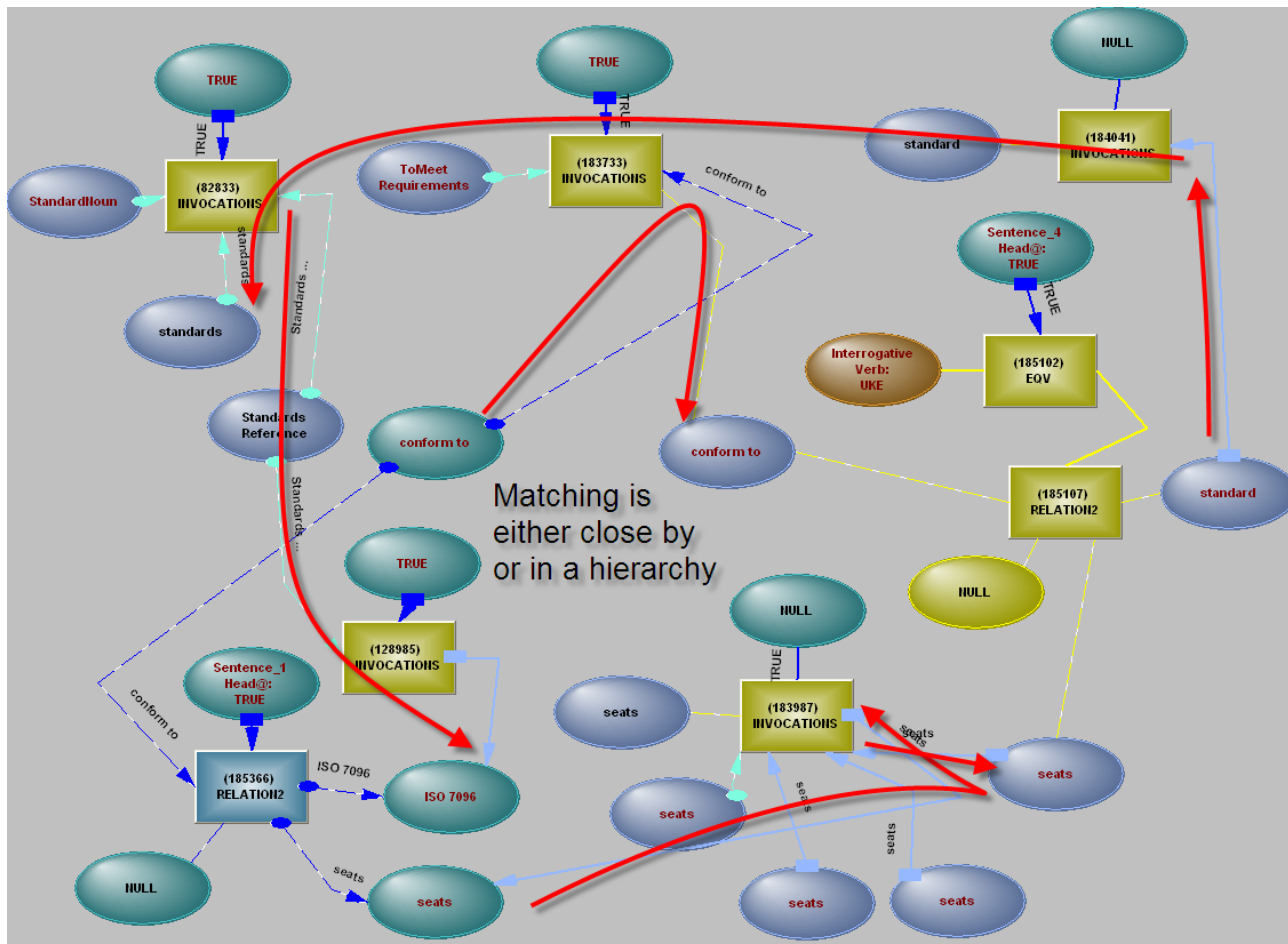 TRUE
TRUE
NULL
TRUE
TRUE
(82833)
INVOCATIONS
StandardNoun
standards
Standards ...
standards
Standards
Reference
Standards ...
(183733)
INVOCATIONS
ToMeet
Requirements
conform to
(184041)
INVOCATIONS
standard
Sentence_4
Head@:
TRUE
TRUE
Interrogative
Verb:
UKE
(185102)
EQV
conform to
conform to
(185107)
RELATION2
standard
NULL
Matching is
either close by
or in a hierarchy
TRUE
(128985)
INVOCATIONS
NULL
TRUE
(183987)
INVOCATIONS
seats
seats
seats
seats
seats
seats
seats
seats
seats
Sentence_1
Head@:
TRUE
conform to
(185366)
RELATION2
ISO 7096
ISO 7096
NULL
seats
seats